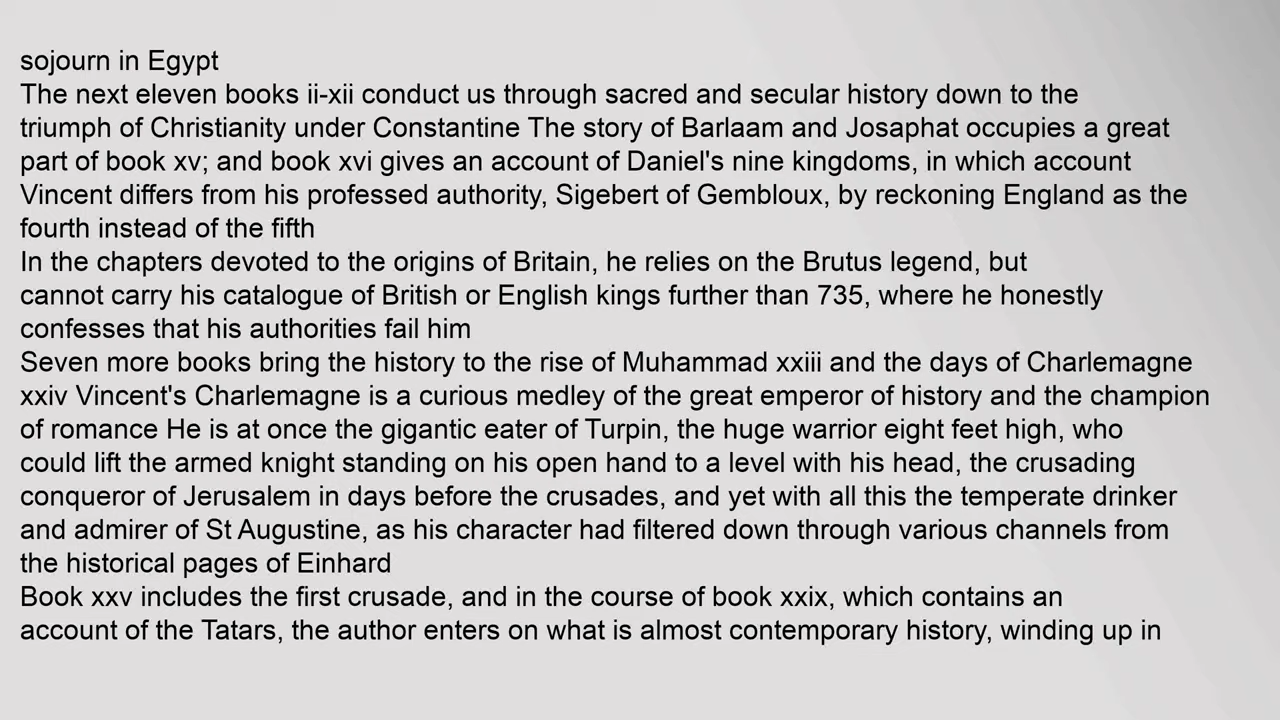 sojourn in Egypt
The next eleven books ii-xii conduct us through sacred and secular history down to the
triumph of Christianity under Constantine The story of Barlaam and Josaphat occupies a great
part of book xv; and book xvi gives an account of Daniel's nine kingdoms, in which account
Vincent differs from his professed authority, Sigebert of Gembloux, by reckoning England as the
fourth instead of the fifth
In the chapters devoted to the origins of Britain, he relies on the Brutus legend, but
cannot carry his catalogue of British or English kings further than 735, where he honestly
confesses that his authorities fail him
Seven more books bring the history to the rise of Muhammad xxiii and the days of Charlemagne
xxiv Vincent's Charlemagne is a curious medley of the great emperor of history and the champion
of romance He is at once the gigantic eater of Turpin, the huge warrior eight feet high, who
could lift the armed knight standing on his open hand to a level with his head, the crusading
conqueror of Jerusalem in days before the crusades, and yet with all this the temperate drinker
and admirer of St Augustine, as his character had filtered down through various channels from
the historical pages of Einhard
Book xxv includes the first crusade, and in the course of book xxix, which contains an
account of the Tatars, the author enters on what is almost contemporary history, winding up in